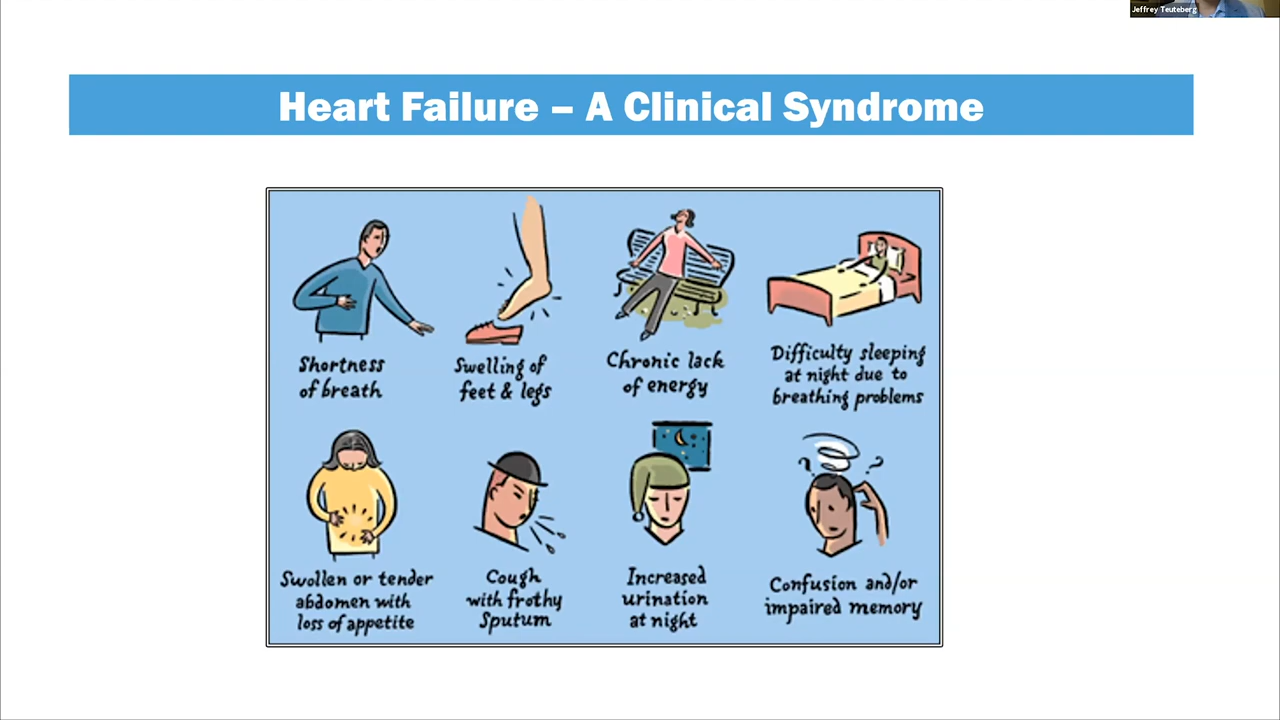 Jeffrey Teuteberg
Heart Failure – A Clinical Syndrome
Shortness
of breath
Swelling of
feet & legs
Chronic lack
of energy
Difficulty sleeping
at night due to
breathing problems
Swollen or tender
abdomen with
loss of appetite
Cough
with frothy
Sputum
Increased
urination
at night
? ?
Confusion and/or
impaired memory